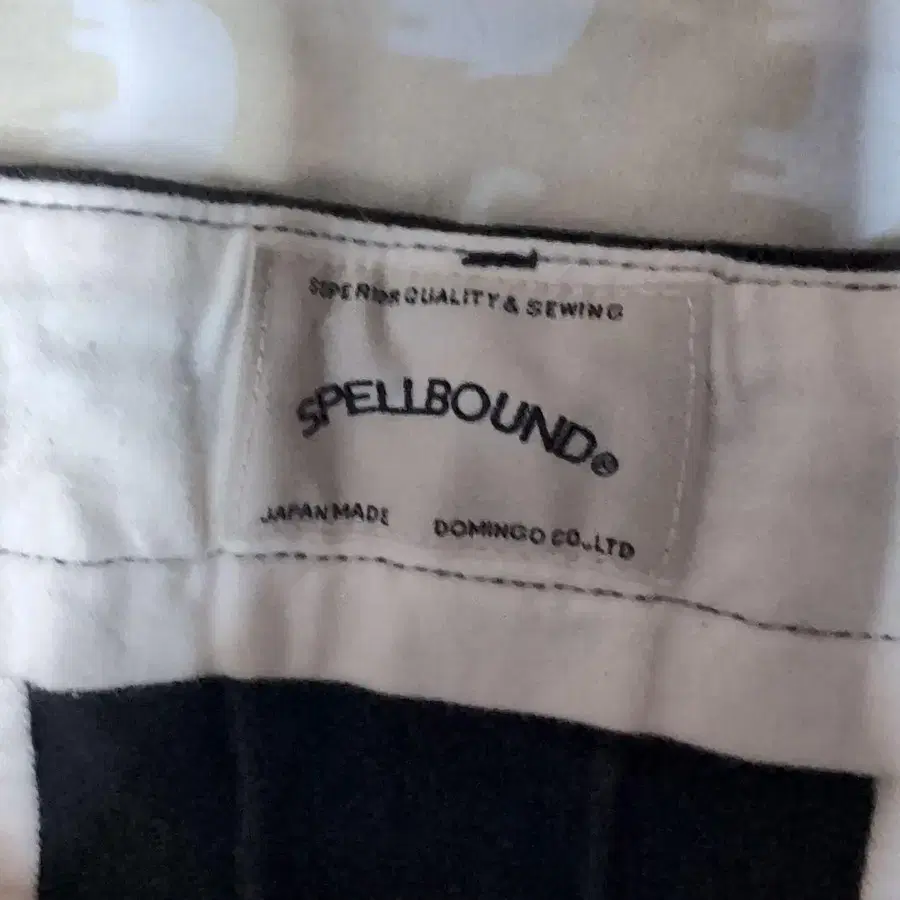 SUPERIOR QUALITY & SEWING
SPELLBOUND®
JAPAN MADE DOMINGO CO.,LTD